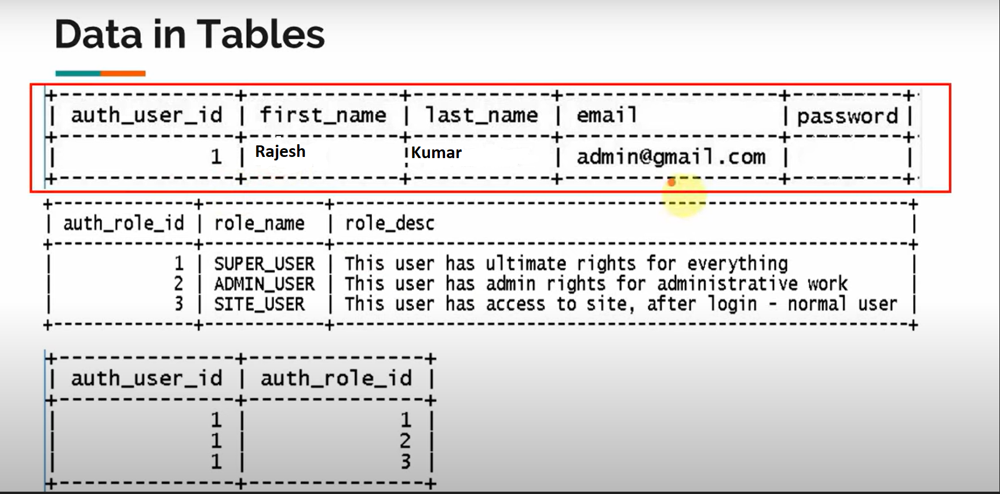 Data in Tables
| auth_user_id | first_name | last_name | email | password |
| 1 | Rajesh | Kumar | admin@gmail.com | |
| auth_role_id | role_name | role_desc |
| 1 | SUPER_USER | This user has ultimate rights for everything |
| 2 | ADMIN_USER | This user has admin rights for administrative work |
| 3 | SITE_USER | This user has access to site, after login - normal user |
| auth_user_id | auth_role_id |
| 1 | 1 |
| 1 | 2 |
| 1 | 3 |